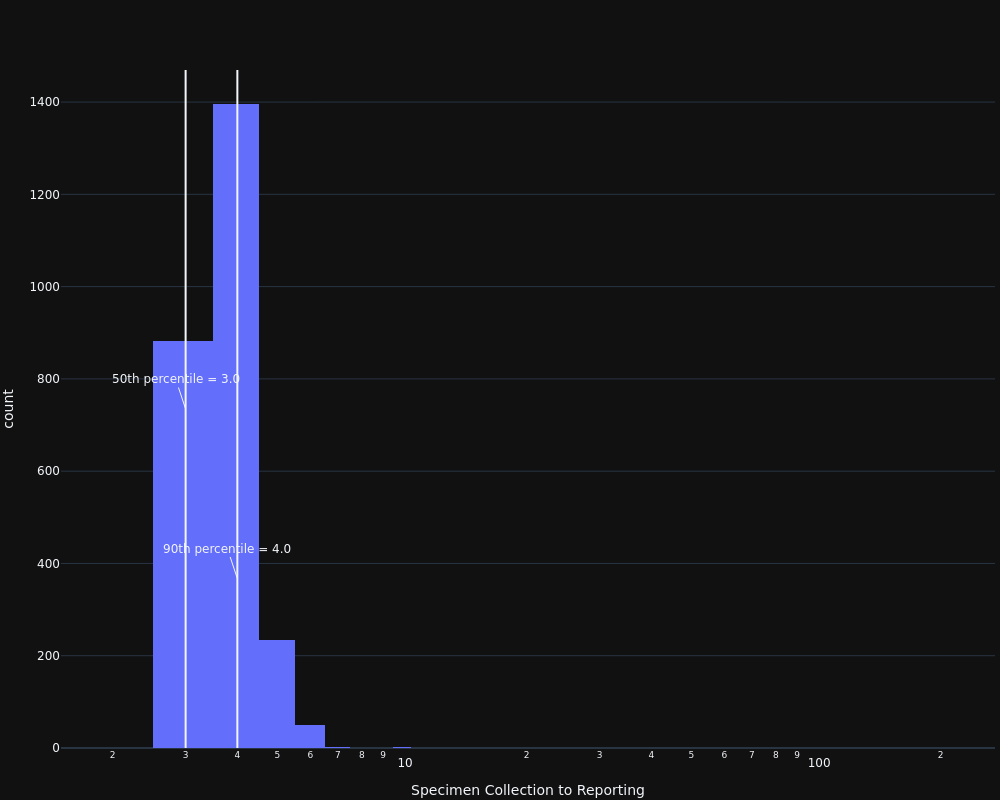 1400
1200
1000
800
600
400
200
0
count
50th percentile = 3.0
90th percentile = 4.0
2 3 4 5 6 7 8 9 10 2 3 4 5 6 7 8 9 100 2
Specimen Collection to Reporting